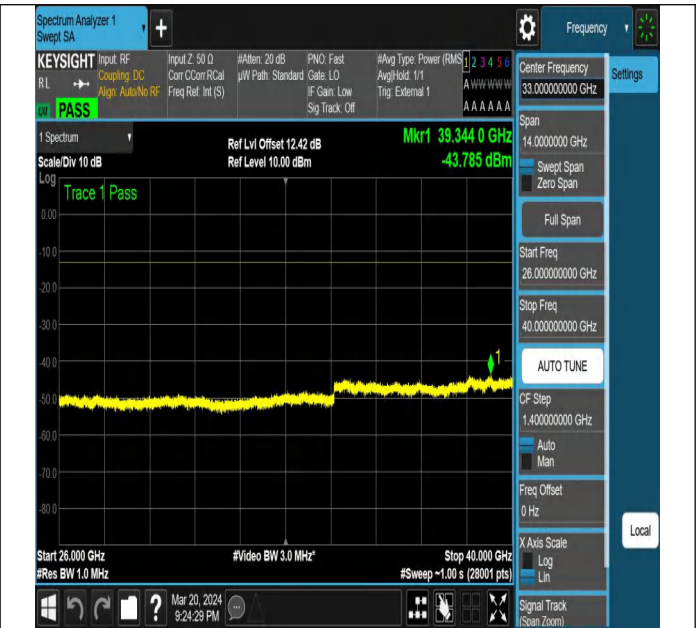 Spectrum Analyzer 1
Swept SA
+
Frequency
KEYSIGHT
RL
PASS
Input: RF
Coupling: DC
Align: Auto/No RF
Input Z: 50 Ω
Corr CCorr RCal
Freq Ref: Int (S)
#Atten: 20 dB
µW Path: Standard
PNO: Fast
Gate: LO
IF Gain: Low
Sig Track: Off
#Avg Type: Power (RMS
Avg|Hold: 1/1
Trig: External 1
1 2 3 4 5 6
A W W W W W
A A A A A A
Center Frequency
33.000000000 GHz
Settings
1 Spectrum
Scale/Div 10 dB
Ref Lvl Offset 12.42 dB
Ref Level 10.00 dBm
Mkr1 39.344 0 GHz
-43.785 dBm
Log
Trace 1 Pass
0.00
-10.0
-20.0
-30.0
-40.0
-50.0
-60.0
-70.0
-80.0
1
Span
14.0000000 GHz
Swept Span
Zero Span
Full Span
Start Freq
26.000000000 GHz
Stop Freq
40.000000000 GHz
AUTO TUNE
CF Step
1.400000000 GHz
Auto
Man
Freq Offset
0 Hz
X Axis Scale
Log
Lin
Signal Track
(Span Zoom)
Local
Start 26.000 GHz
#Res BW 1.0 MHz
#Video BW 3.0 MHz*
Stop 40.000 GHz
#Sweep ~1.00 s (28001 pts)
?
Mar 20, 2024
9:24:29 PM